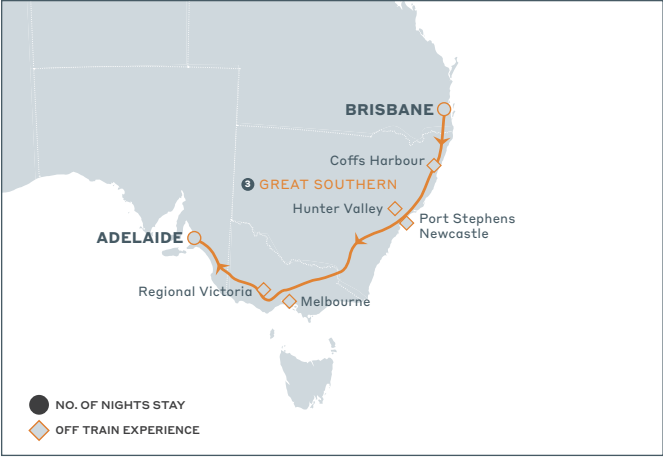 BRISBANE
Coffs Harbour
3 GREAT SOUTHERN
Hunter Valley
Port Stephens
Newcastle
ADELAIDE
Regional Victoria
Melbourne
NO. OF NIGHTS STAY
OFF TRAIN EXPERIENCE